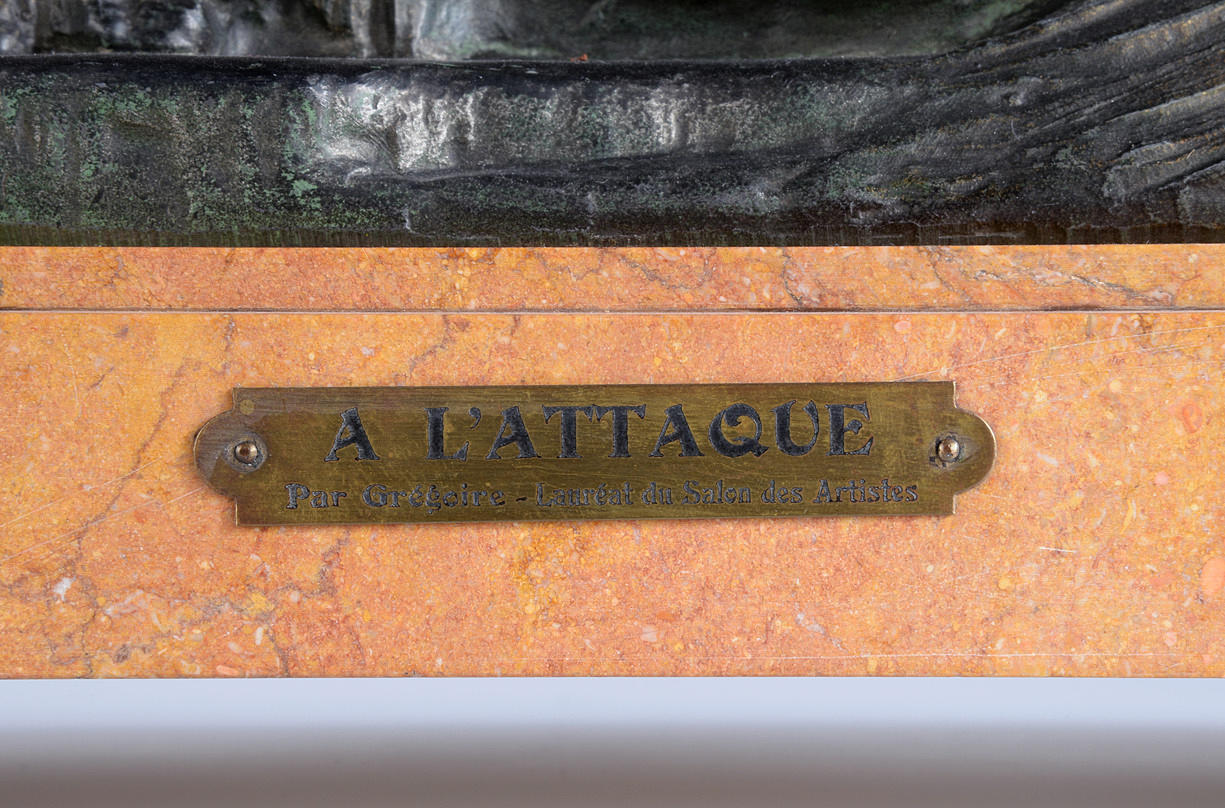 A L'ATTAQUE
Par Grégoire - Lauréat du Salon des Artistes